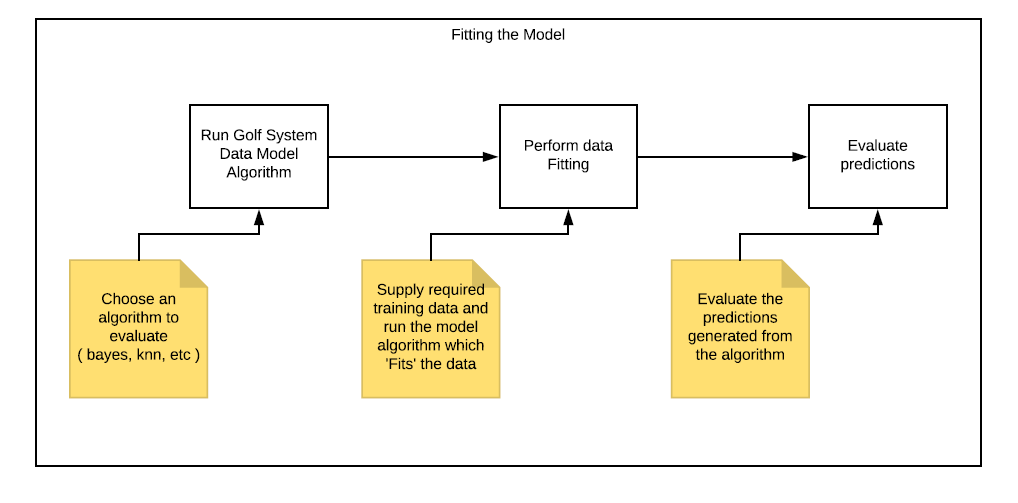 Fitting the Model
Run Golf System
Data Model
Algorithm
Perform data
Fitting
Evaluate
predictions
Choose an
algorithm to
evaluate
( bayes, knn, etc )
Supply required
training data and
run the model
algorithm which
'Fits' the data
Evaluate the
predictions
generated from
the algorithm